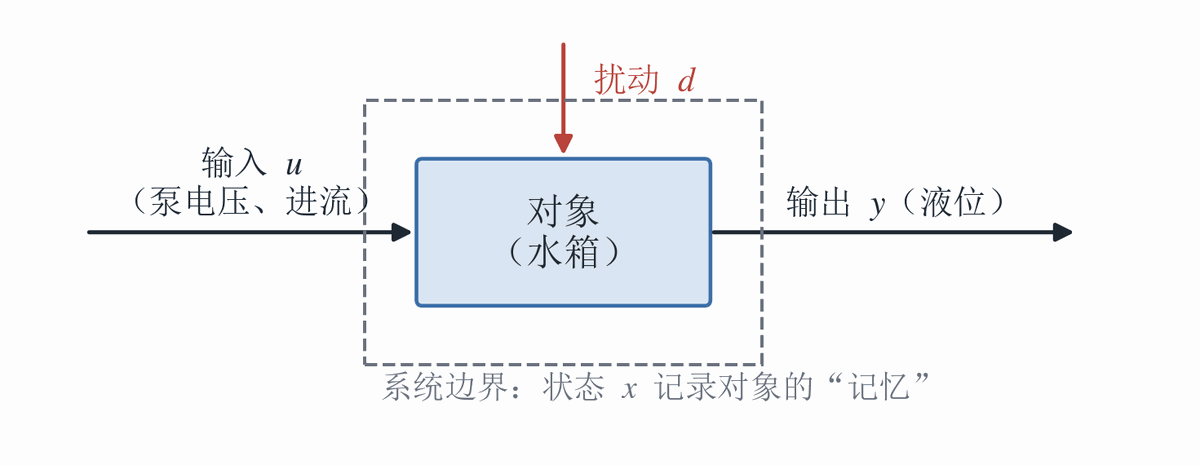 扰动 d
输入 u
（泵电压、进流）
对象
（水箱）
输出 y（液位）
系统边界：状态 x 记录对象的“记忆”